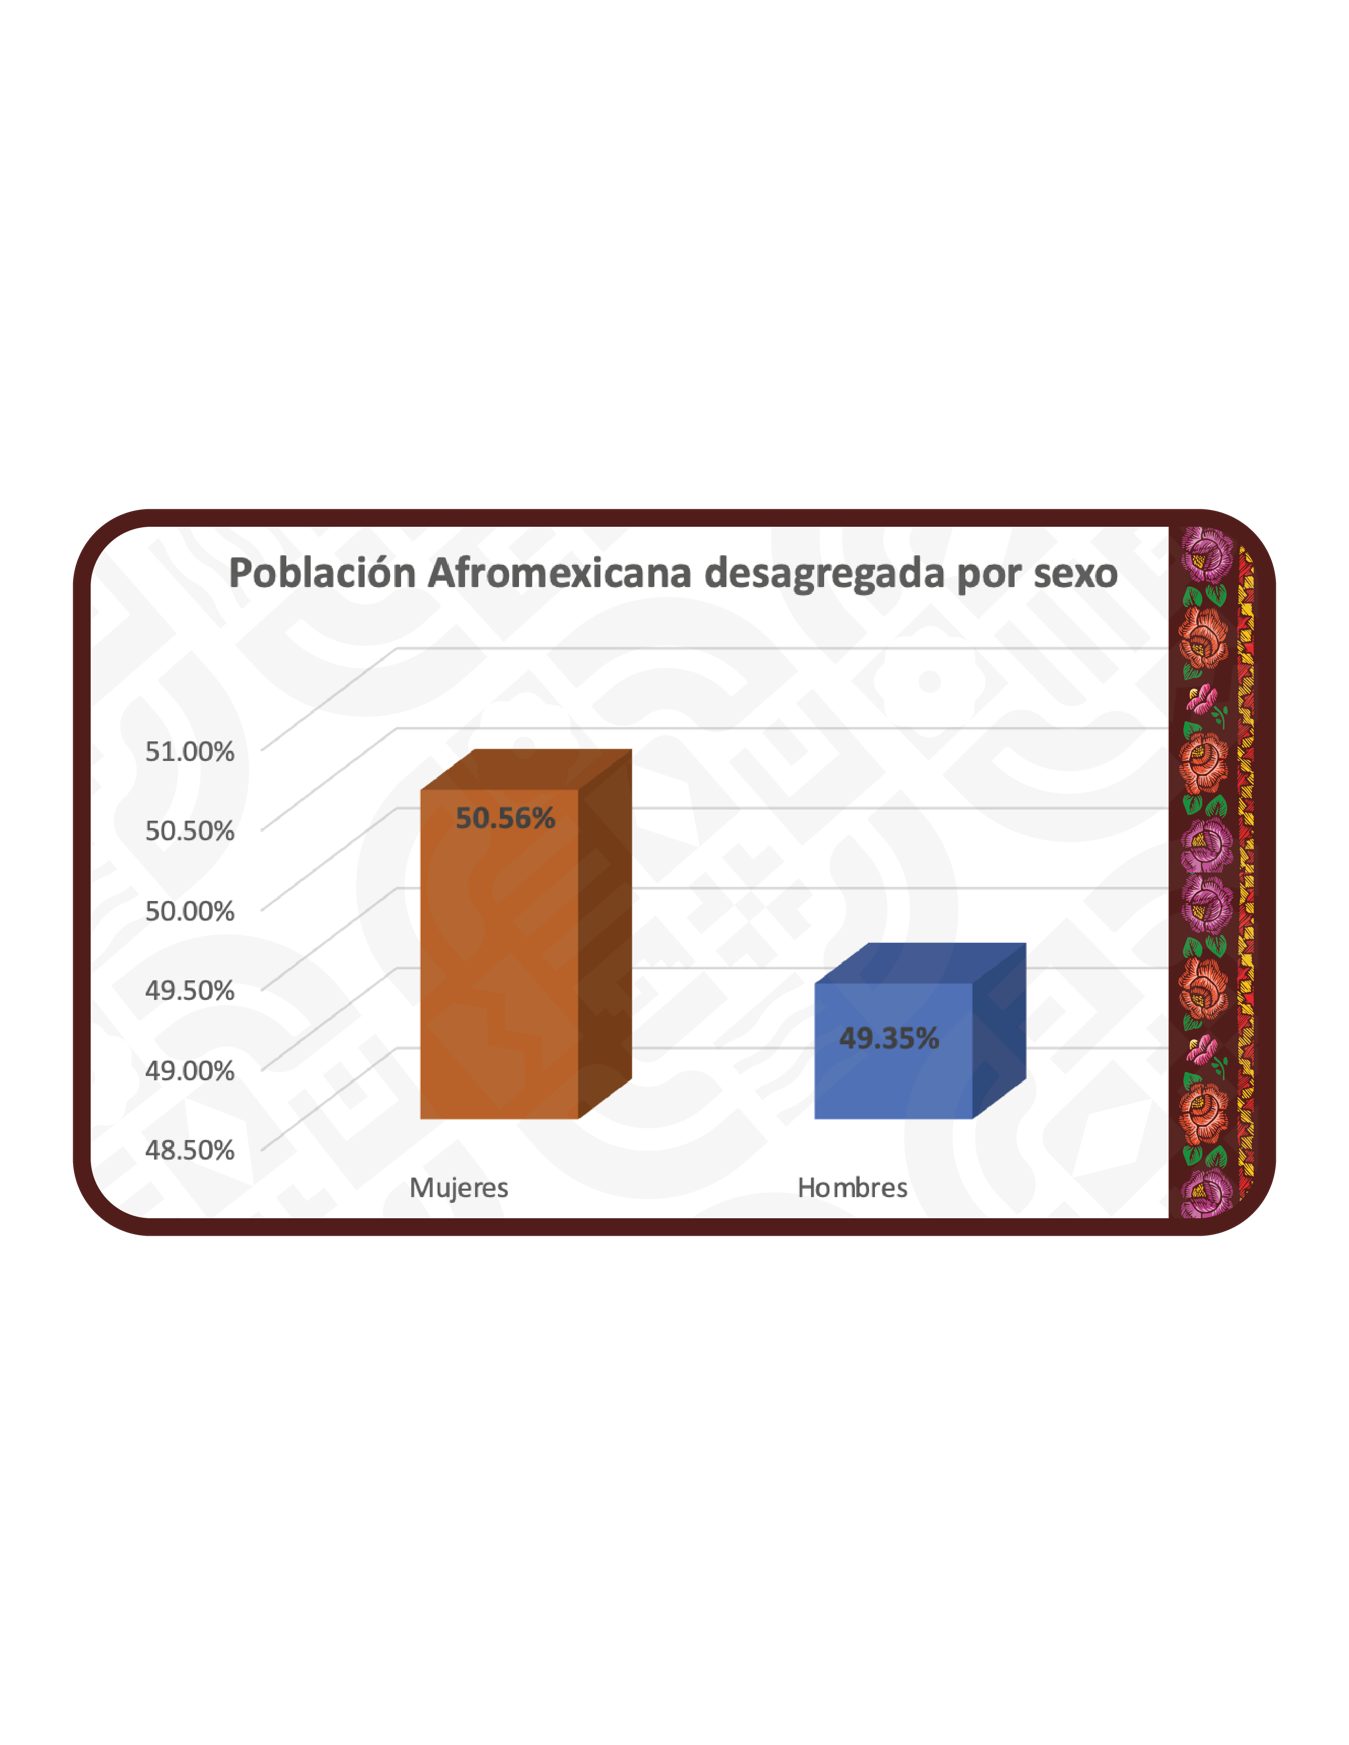 Población Afromexicana desagregada por sexo
51.00%
50.50%
50.00%
49.50%
49.00%
48.50%
50.56%
49.35%
Mujeres
Hombres